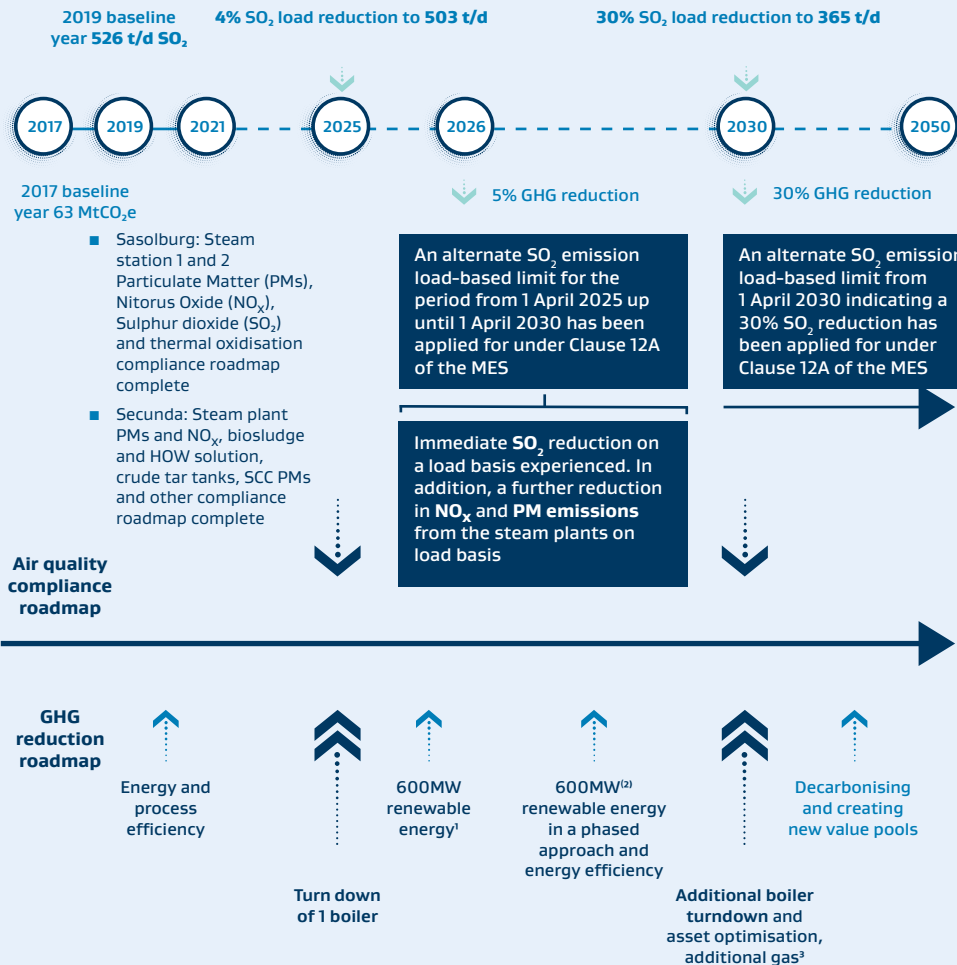 2019 baseline
year 526 t/d SO₂
4% SO₂ load reduction to 503 t/d
30% SO₂ load reduction to 365 t/d
2017
2019
2021
2025
2026
2030
2050
2017 baseline
year 63 MtCO₂e
5% GHG reduction
30% GHG reduction
■ Sasolburg: Steam
station 1 and 2
Particulate Matter (PMs),
Nitorus Oxide (NOₓ),
Sulphur dioxide (SO₂)
and thermal oxidisation
compliance roadmap
complete
■ Secunda: Steam plant
PMs and NOₓ, biosludge
and HOW solution,
crude tar tanks, SCC PMs
and other compliance
roadmap complete
An alternate SO₂ emission
load-based limit for the
period from 1 April 2025 up
until 1 April 2030 has been
applied for under Clause 12A
of the MES
Immediate SO₂ reduction on
a load basis experienced. In
addition, a further reduction
in NOₓ and PM emissions
from the steam plants on
load basis
An alternate SO₂ emission
load-based limit from
1 April 2030 indicating a
30% SO₂ reduction has
been applied for under
Clause 12A of the MES
Air quality
compliance
roadmap
GHG
reduction
roadmap
Energy and
process
efficiency
Turn down
of 1 boiler
600MW
renewable
energy¹
600MW⁽²⁾
renewable energy
in a phased
approach and
energy efficiency
Additional boiler
turndown and
asset optimisation,
additional gas³
Decarbonising
and creating
new value pools